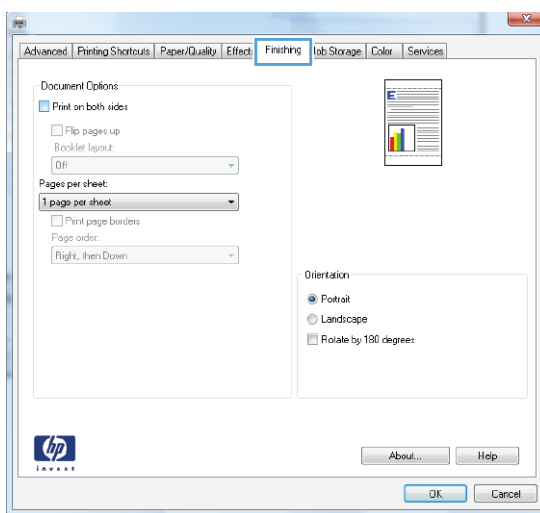 Advanced Printing Shortcuts Paper/Quality Effects Finishing Job Storage Color Services
Document Options
Print on both sides
Flip pages up
Booklet layout:
Off
Pages per sheet:
1 page per sheet
Print page borders
Page order:
Right, then Down
E
Orientation
Portrait
Landscape
Rotate by 180 degrees
hp
invent
About... Help
OK Cancel